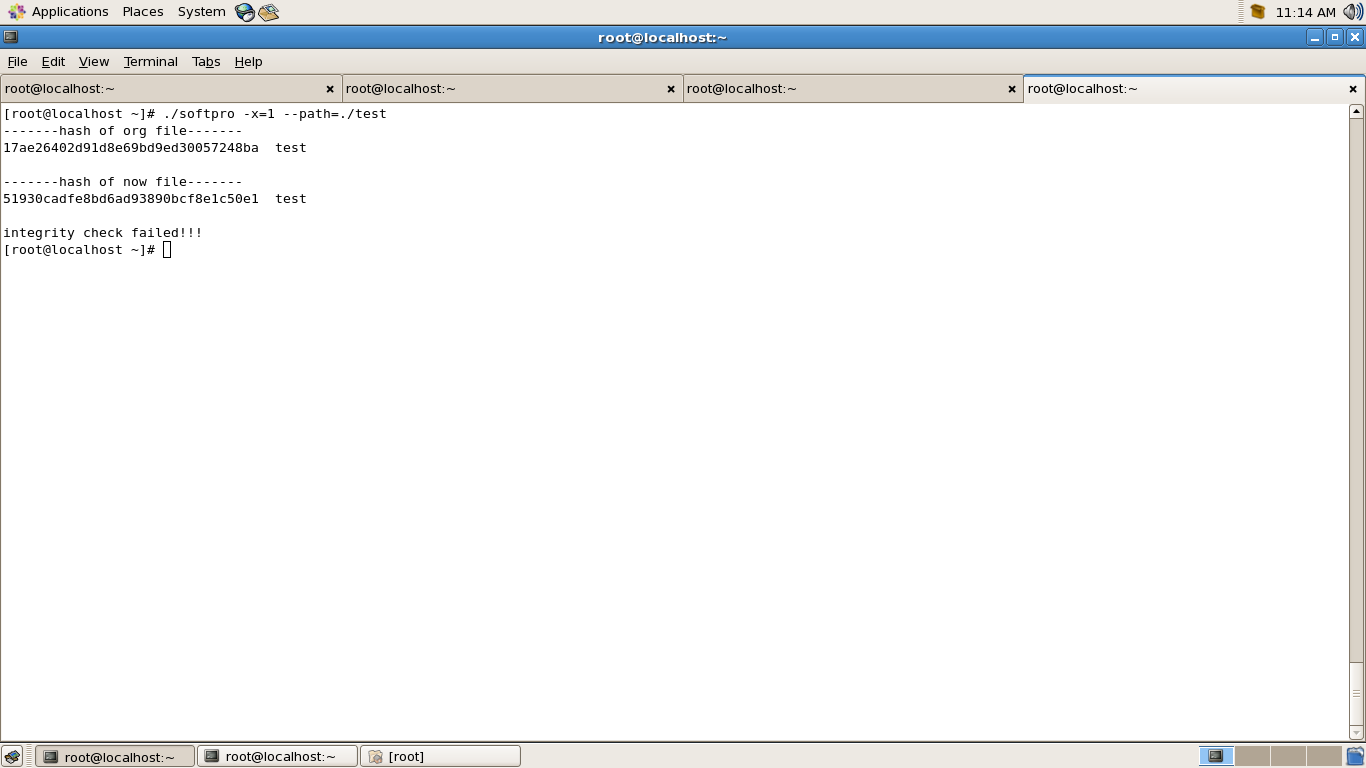 Applications Places System 11:14 AM
root@localhost:~
File Edit View Terminal Tabs Help
root@localhost:~ root@localhost:~ root@localhost:~ root@localhost:~
[root@localhost ~]# ./softpro -x=1 --path=./test
-------hash of org file-------
17ae26402d91d8e69bd9ed30057248ba  test
-------hash of now file-------
51930cadfe8bd6ad93890bcf8e1c50e1  test
integrity check failed!!!
[root@localhost ~]#
root@localhost:~ root@localhost:~ [root]